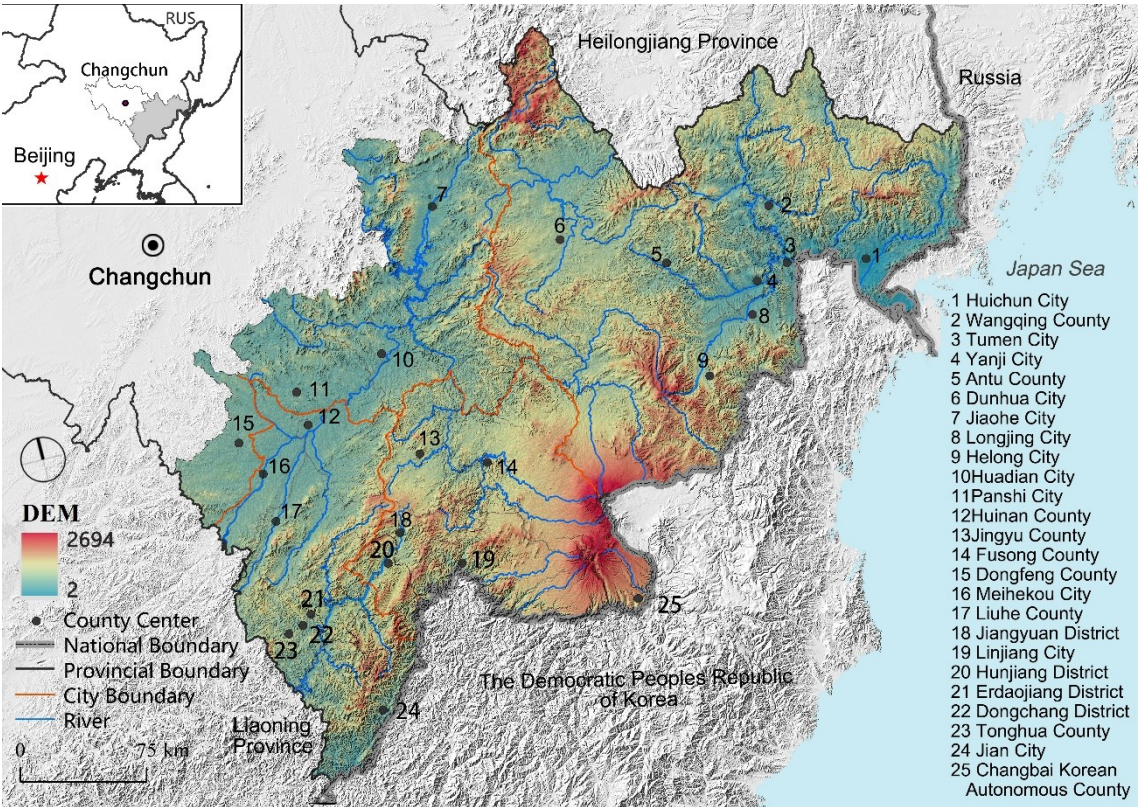 RUS
Changchun
Beijing
Heilongjiang Province
Russia
Changchun
Japan Sea
7
6
2
5
3
1
4
8
9
10
11
12
15
13
14
16
17
18
20
19
21
22
23
24
25
1 Huichun City
2 Wangqing County
3 Tumen City
4 Yanji City
5 Antu County
6 Dunhua City
7 Jiaohe City
8 Longjing City
9 Helong City
10Huadian City
11Panshi City
12Huinan County
13Jingyu County
14 Fusong County
15 Dongfeng County
16 Meihekou City
17 Liuhe County
18 Jiangyuan District
19 Linjiang City
20 Hunjiang District
21 Erdaojiang District
22 Dongchang District
23 Tonghua County
24 Jian City
25 Changbai Korean
Autonomous County
DEM
2694
2
County Center
National Boundary
Provincial Boundary
City Boundary
River
0 75 km
Liaoning
Province
The Democratic Peoples Republic
of Korea